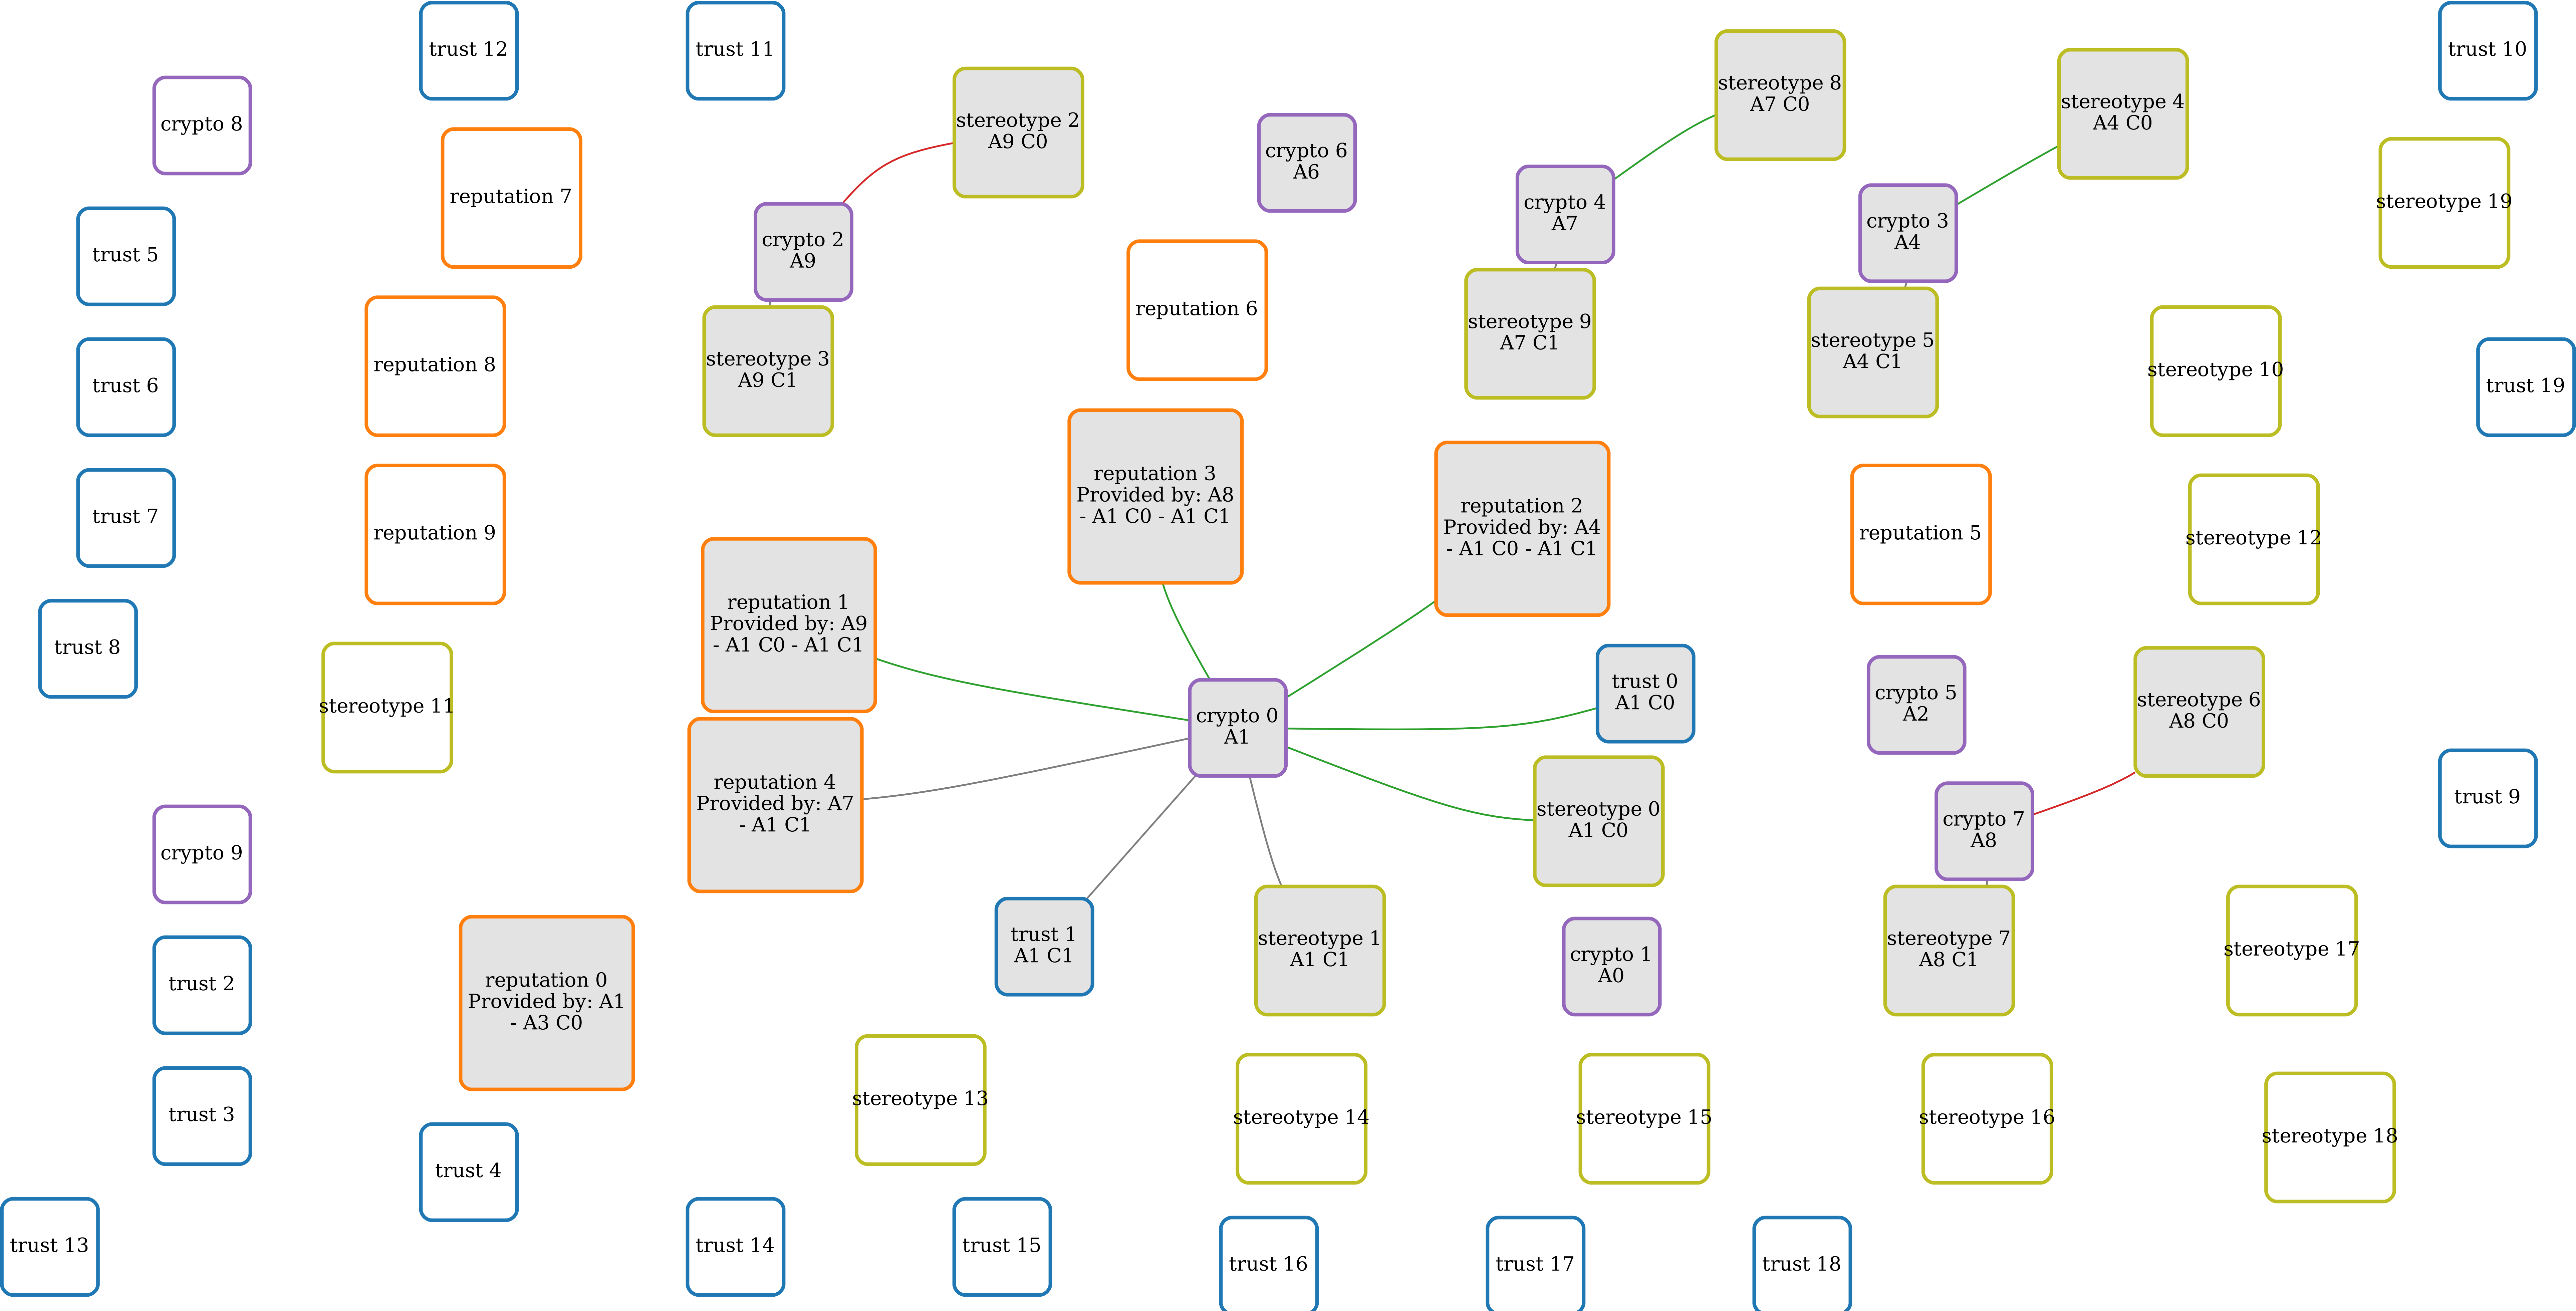 trust 12
trust 11
trust 10
crypto 8
stereotype 2
A9 C0
stereotype 8
A7 C0
stereotype 4
A4 C0
crypto 6
A6
reputation 7
crypto 4
A7
crypto 3
A4
stereotype 19
trust 5
crypto 2
A9
reputation 6
stereotype 9
A7 C1
stereotype 5
A4 C1
stereotype 10
trust 6
reputation 8
stereotype 3
A9 C1
trust 19
reputation 3
Provided by: A8
- A1 C0 - A1 C1
reputation 2
Provided by: A4
- A1 C0 - A1 C1
trust 7
reputation 9
reputation 5
stereotype 12
reputation 1
Provided by: A9
- A1 C0 - A1 C1
trust 8
stereotype 11
trust 0
A1 C0
crypto 5
A2
stereotype 6
A8 C0
crypto 0
A1
reputation 4
Provided by: A7
- A1 C1
stereotype 0
A1 C0
crypto 7
A8
trust 9
crypto 9
trust 1
A1 C1
stereotype 1
A1 C1
crypto 1
A0
stereotype 7
A8 C1
stereotype 17
trust 2
reputation 0
Provided by: A1
- A3 C0
trust 3
stereotype 13
stereotype 14
stereotype 15
stereotype 16
stereotype 18
trust 4
trust 13
trust 14
trust 15
trust 16
trust 17
trust 18